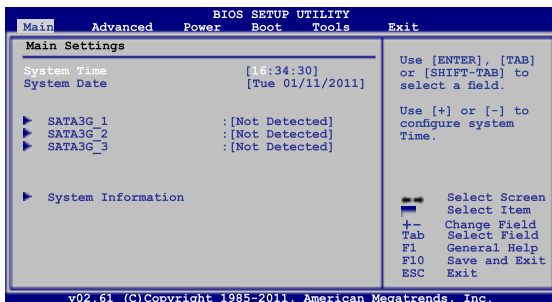 BIOS SETUP UTILITY
Main Advanced Power Boot Tools Exit
Main Settings
System Time [16:34:30]
System Date [Tue 01/11/2011]
SATA3G_1 :[Not Detected]
SATA3G_2 :[Not Detected]
SATA3G_3 :[Not Detected]
System Information
Use [ENTER], [TAB]
or [SHIFT-TAB] to
select a field.
Use [+] or [-] to
configure system
Time.
Select Screen
Select Item
+- Change Field
Tab Select Field
F1 General Help
F10 Save and Exit
ESC Exit
v02.61 (C)Copyright 1985-2011, American Megatrends, Inc.